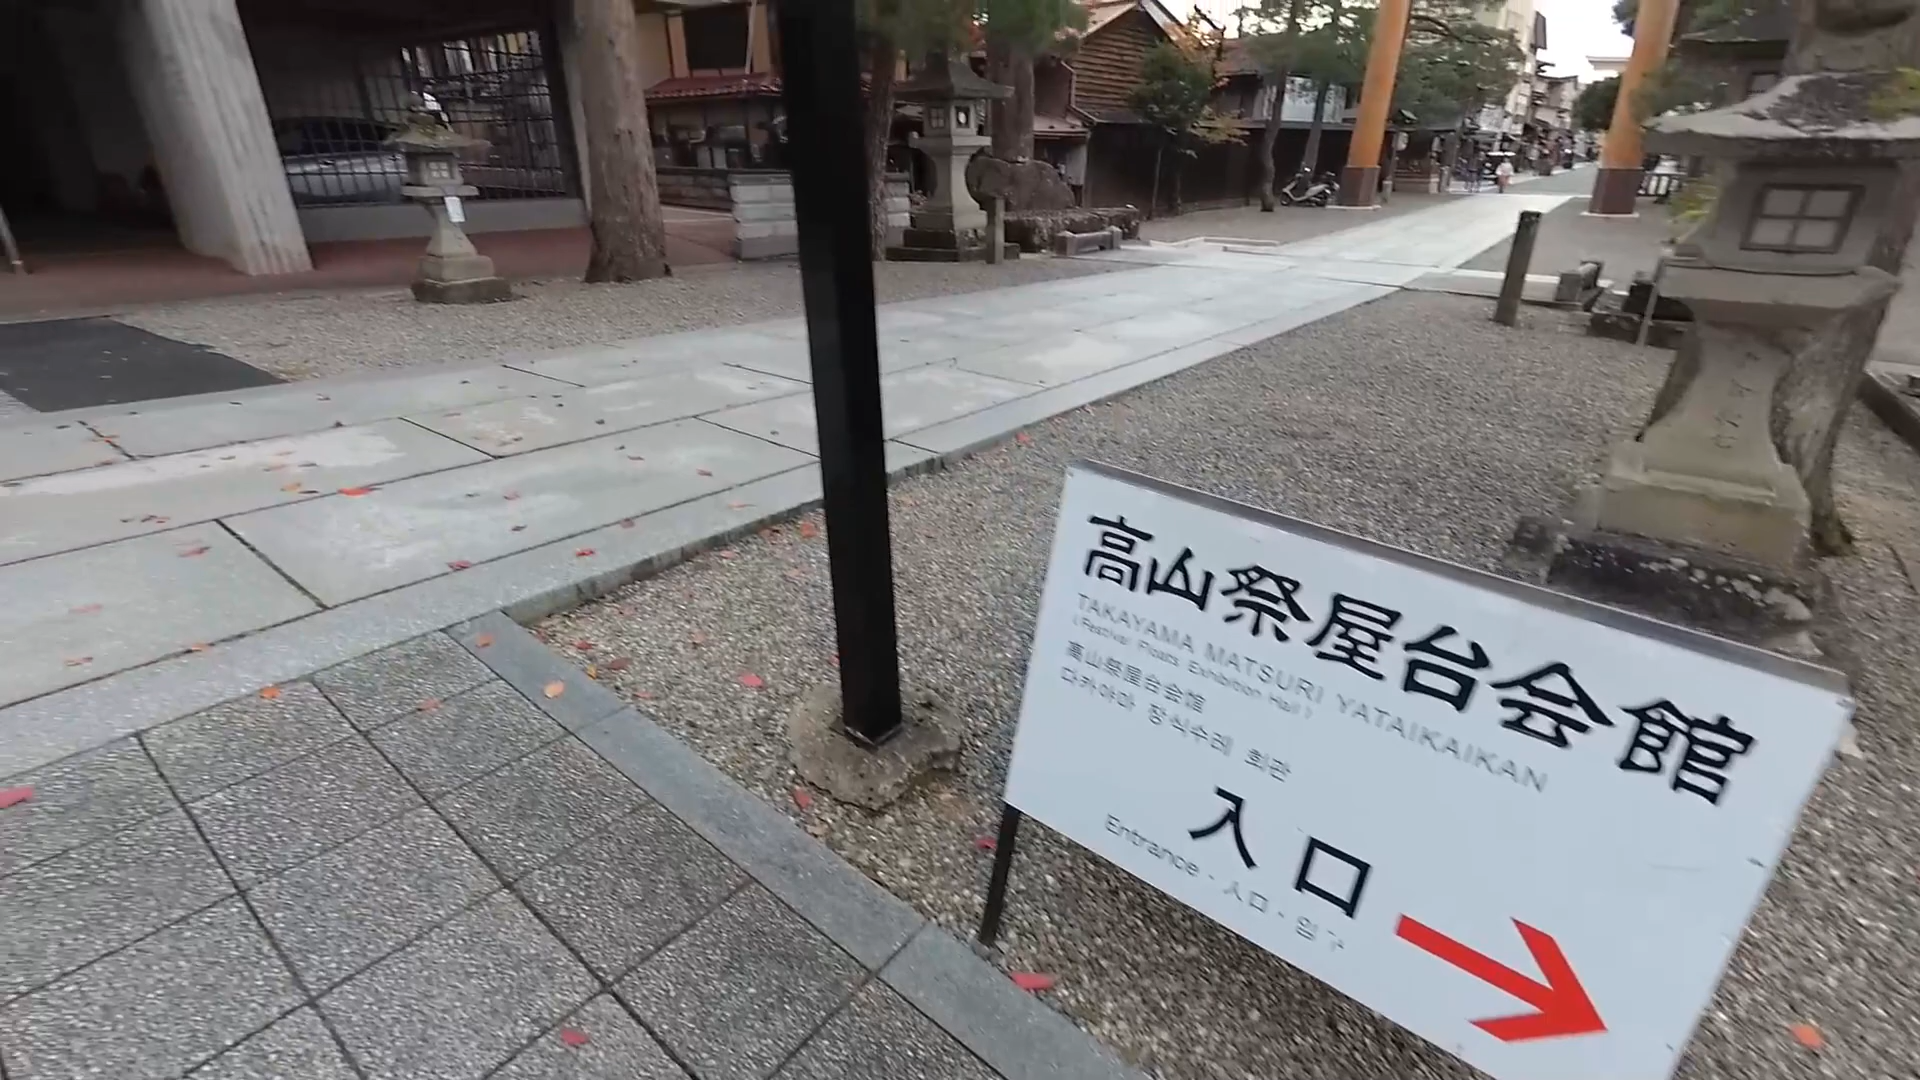 高山祭屋台会館
TAKAYAMA MATSURI YATAIKAIKAN
(Festival Floats Exhibition Hall)
高山祭屋台会館
다카야마 장식수레 회관
入口
Entrance・入口・입구